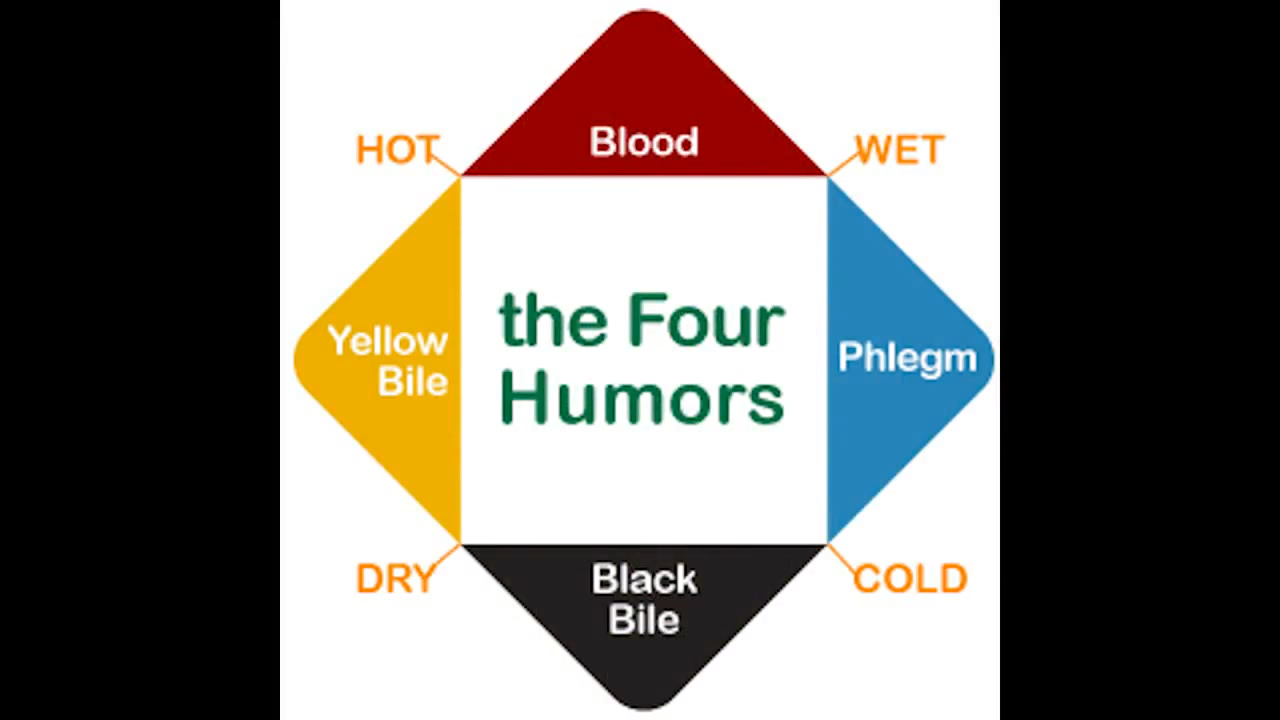 Blood
HOT
WET
the Four
Humors
Yellow
Bile
Phlegm
DRY
COLD
Black
Bile